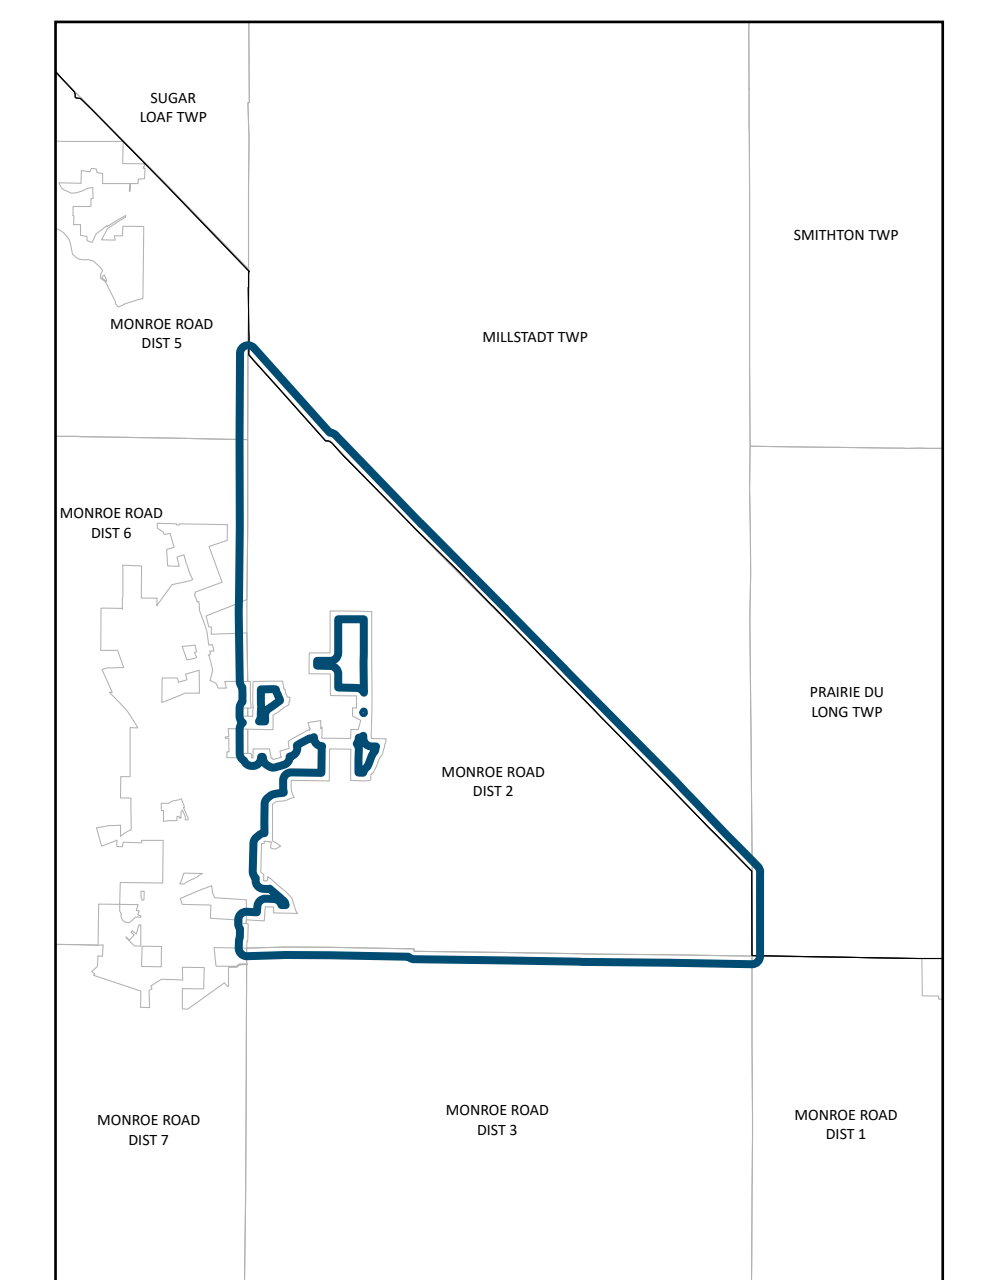 SUGAR
LOAF TWP
SMITHTON TWP
MONROE ROAD
DIST 5
MILLSTADT TWP
MONROE ROAD
DIST 6
PRAIRIE DU
LONG TWP
MONROE ROAD
DIST 2
MONROE ROAD
DIST 7
MONROE ROAD
DIST 3
MONROE ROAD
DIST 1